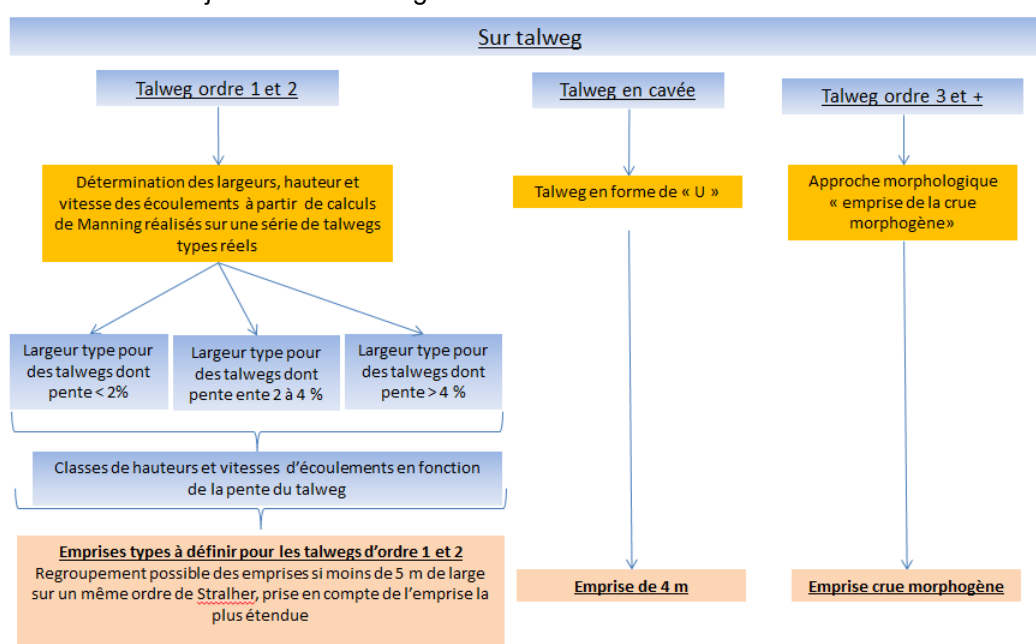 Sur talweg
Talweg ordre 1 et 2
Détermination des largeurs, hauteur et
vitesse des écoulements à partir de calculs
de Manning réalisés sur une série de talwegs
types réels
Largeur type pour
des talwegs dont
pente < 2%
Largeur type pour
des talwegs dont
pente ente 2 à 4 %
Largeur type pour
des talwegs dont
pente > 4 %
Classes de hauteurs et vitesses d'écoulements en fonction
de la pente du talweg
Emprises types à définir pour les talwegs d'ordre 1 et 2
Regroupement possible des emprises si moins de 5 m de large
sur un même ordre de Stralher, prise en compte de l'emprise la
plus étendue
Talweg en cavée
Talweg en forme de « U »
Emprise de 4 m
Talweg ordre 3 et +
Approche morphologique
« emprise de la crue
morphogène»
Emprise crue morphogène